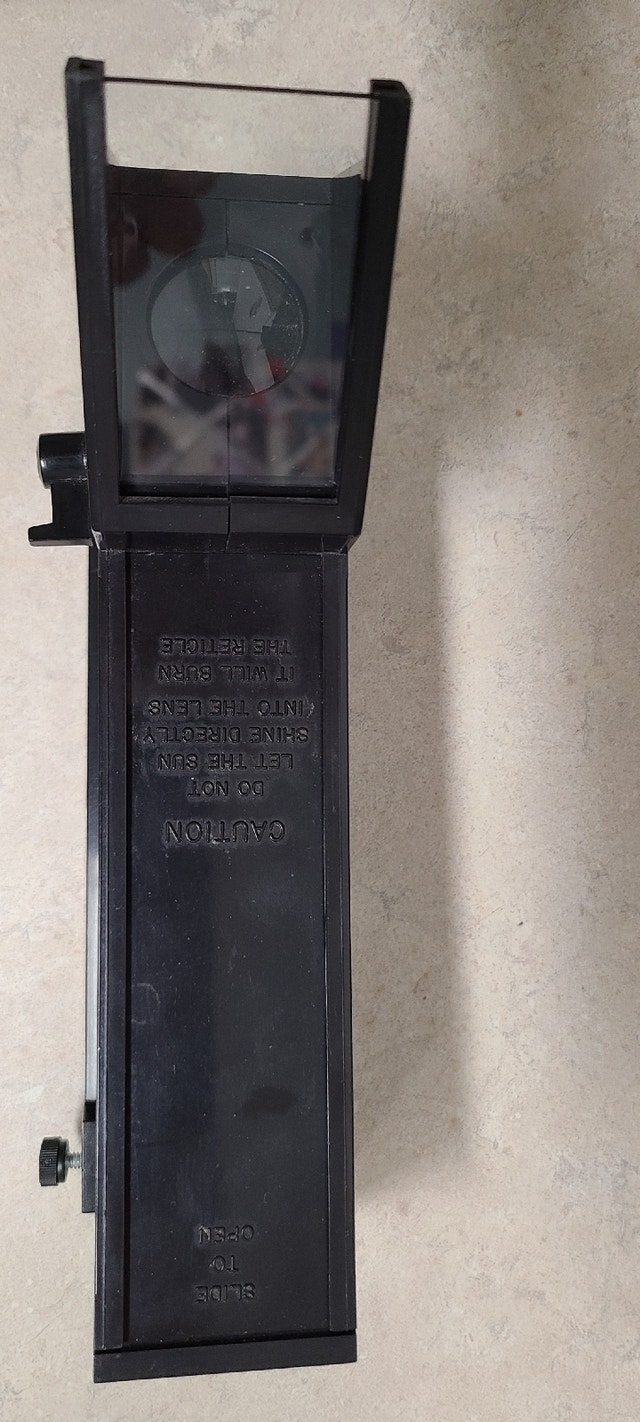 SLIDE
TO
OPEN
CAUTION
DO NOT
LET THE SUN
SHINE DIRECTLY
INTO THE LENS
IT WILL BURN
THE RETICLE